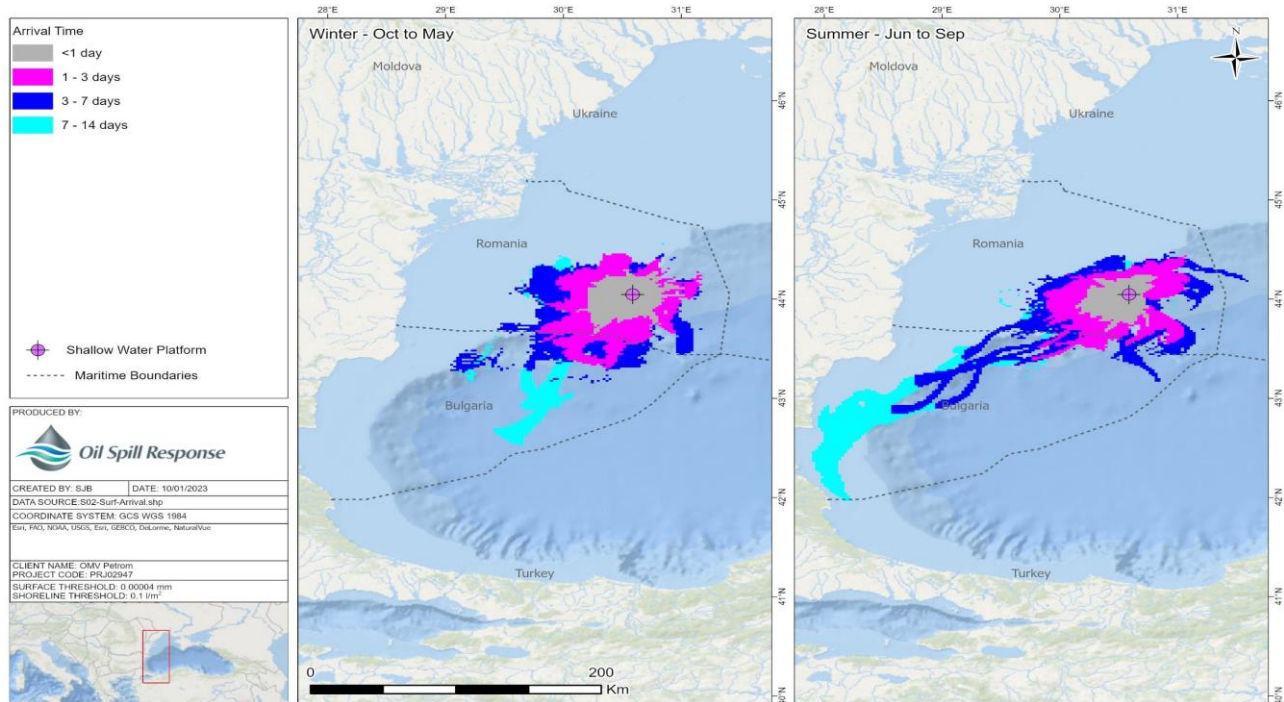 Arrival Time
<1 day
1 - 3 days
3 - 7 days
7 - 14 days
Shallow Water Platform
Maritime Boundaries
PRODUCED BY:
Oil Spill Response
CREATED BY: SJB
DATE: 10/01/2023
DATA SOURCE:S02-Surf-Arrival.shp
COORDINATE SYSTEM: GCS WGS 1984
Esri, FAO, NOAA, USGS, Esri, GEBCO, DeLorme, NaturalVue
CLIENT NAME: OMV Petrom
PROJECT CODE: PRJ02947
SURFACE THRESHOLD: 0.00004 mm
SHORELINE THRESHOLD: 0.1 l/m²
28°E 29°E 30°E 31°E
Winter - Oct to May
Moldova
Ukraine
Romania
Bulgaria
Turkey
46°N
45°N
44°N
43°N
42°N
41°N
40°N
0 200
Km
28°E 29°E 30°E 31°E
Summer - Jun to Sep
N
Moldova
Ukraine
Romania
Bulgaria
Turkey
46°N
45°N
44°N
43°N
42°N
41°N
40°N